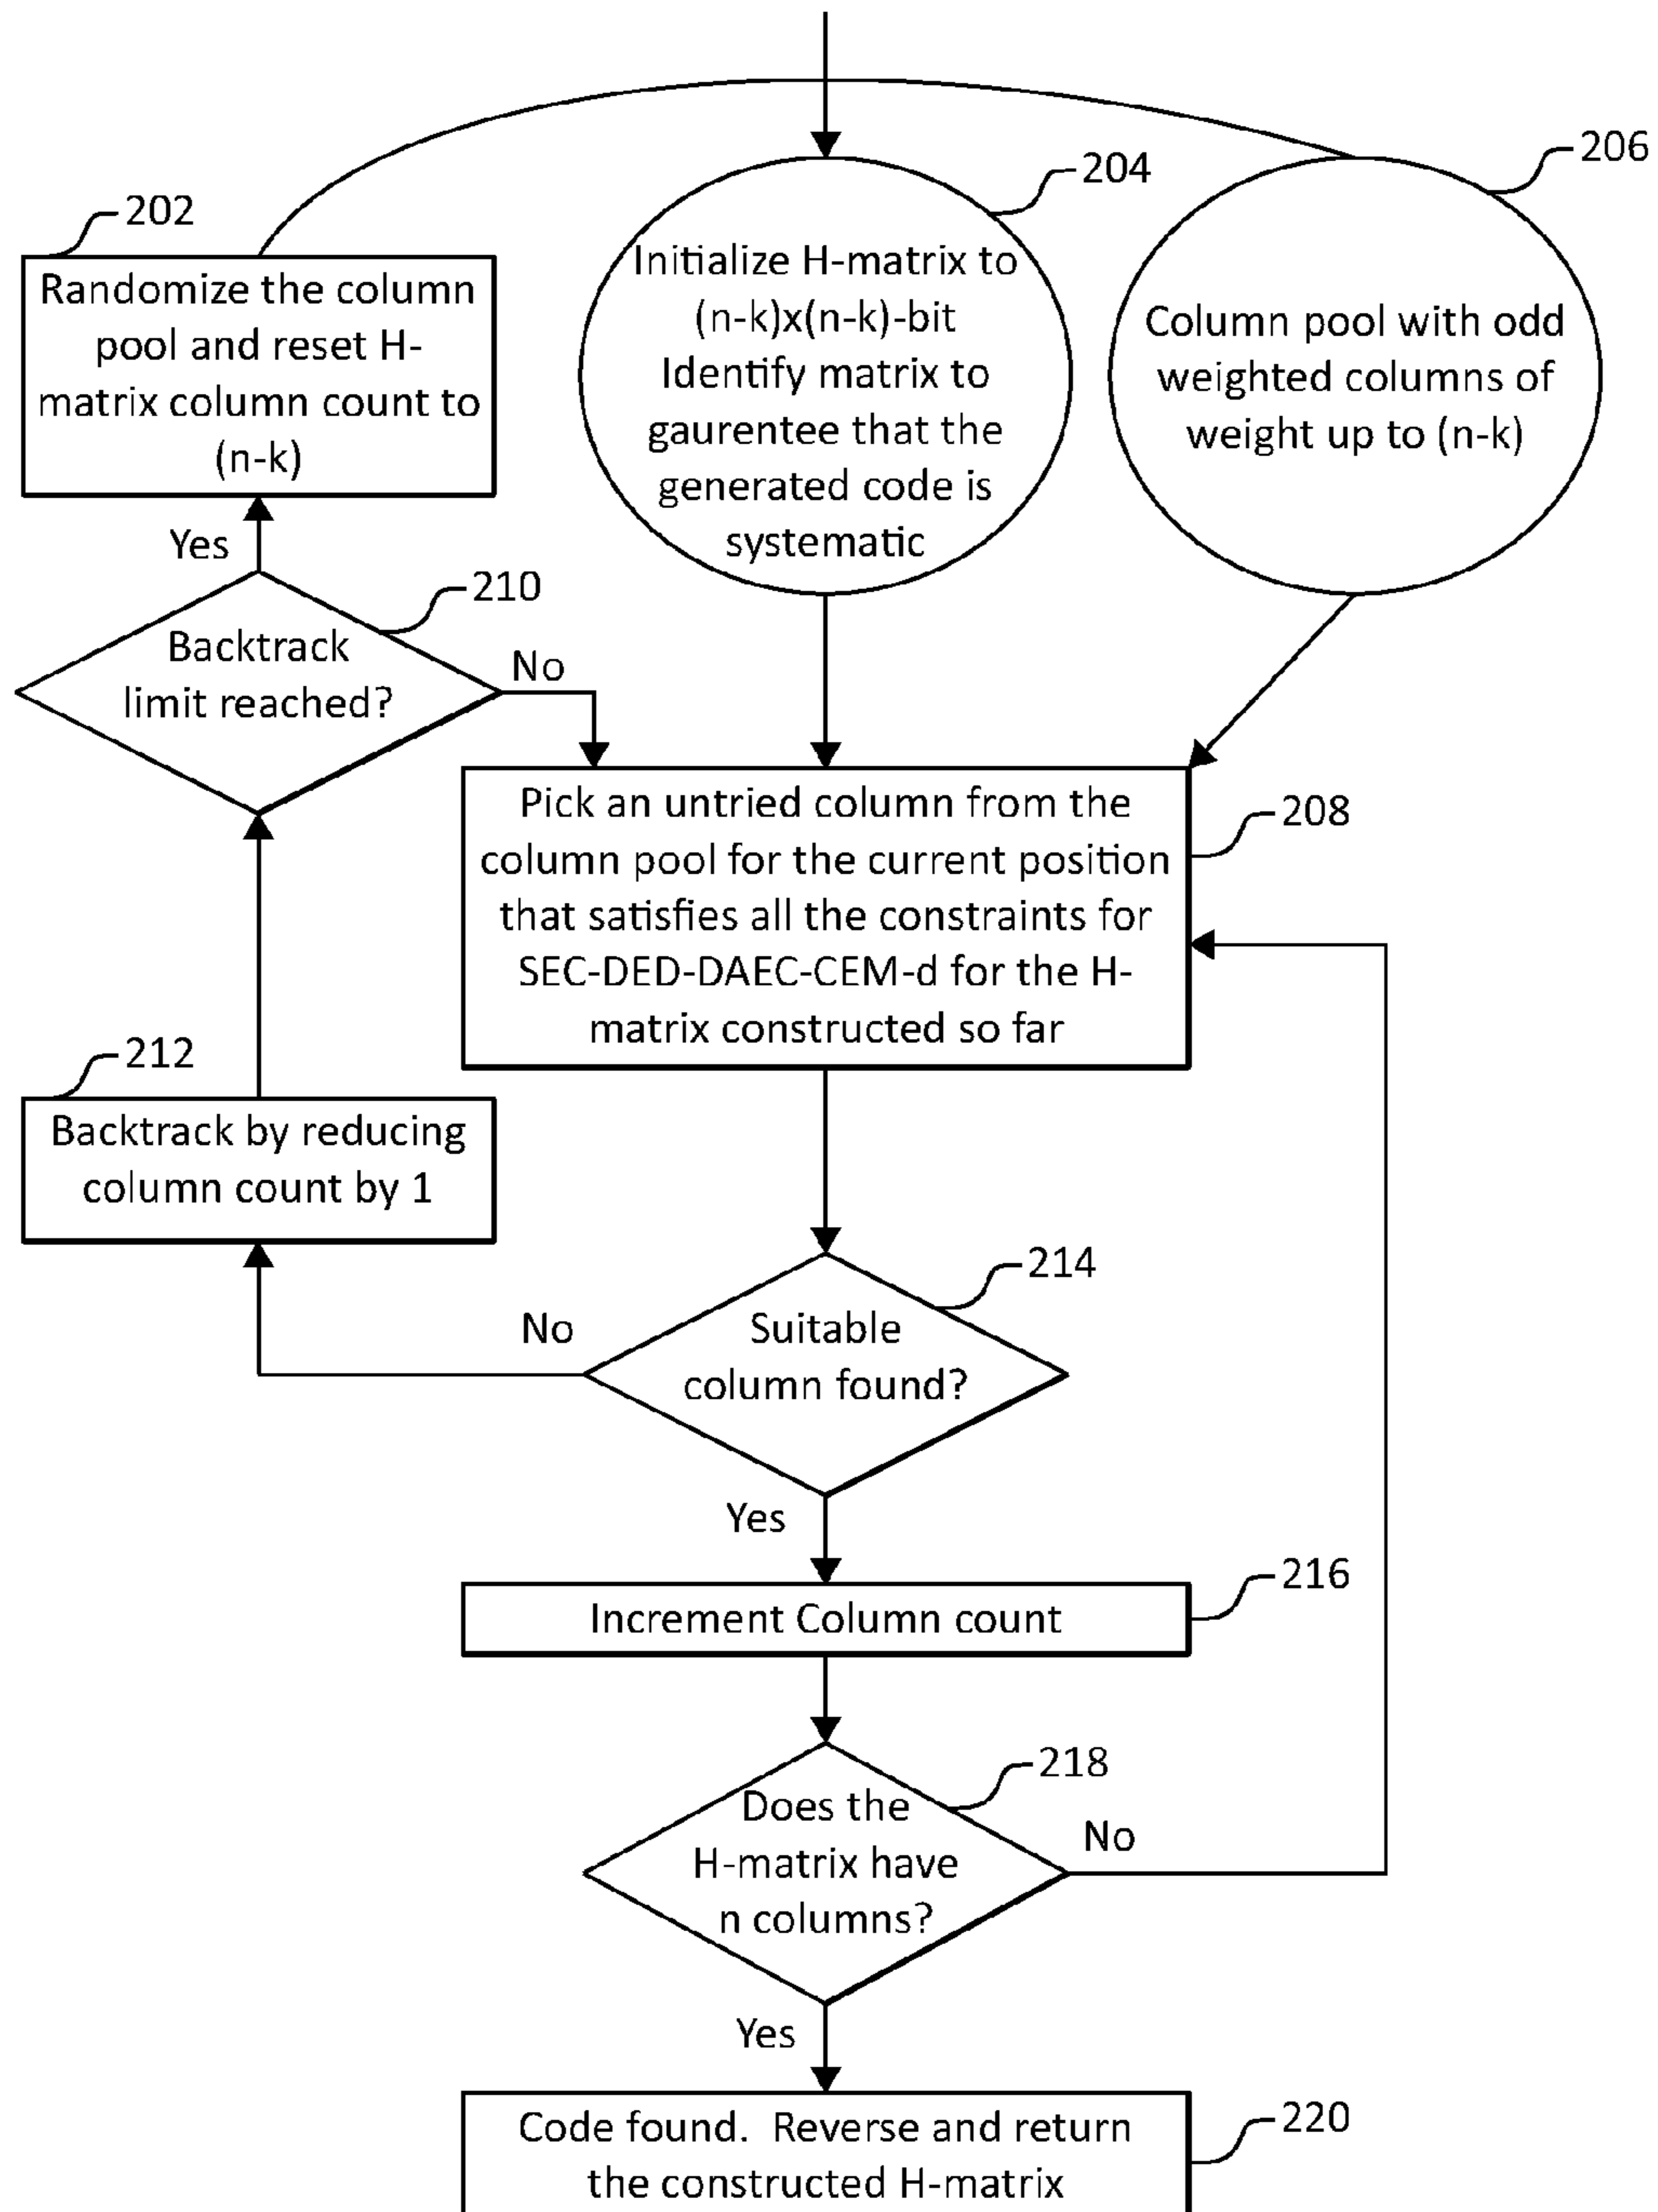 206
204
202
Randomize the column
pool and reset H-
matrix column count to
(n-k)
Initialize H-matrix to
(n-k)x(n-k)-bit
Identify matrix to
gaurentee that the
generated code is
systematic
Column pool with odd
weighted columns of
weight up to (n-k)
Yes
210
Backtrack
limit reached?
No
208
Pick an untried column from the
column pool for the current position
that satisfies all the constraints for
SEC-DED-DAEC-CEM-d for the H-
matrix constructed so far
212
Backtrack by reducing
column count by 1
214
No
Suitable
column found?
Yes
216
Increment Column count
218
Does the
H-matrix have
n columns?
No
Yes
220
Code found. Reverse and return
the constructed H-matrix